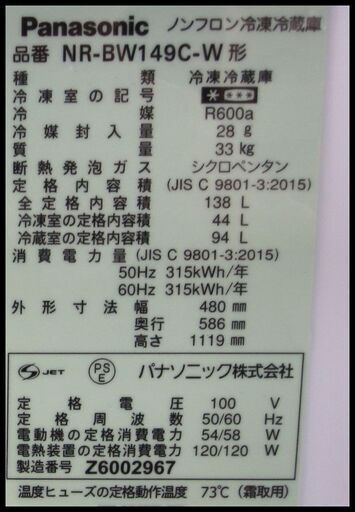 Panasonic ノンフロン冷凍冷蔵庫
品番 NR-BW149C-W 形
種類 冷凍冷蔵庫
冷凍室の記号 ****
冷媒 R600a
冷媒封入量 28 g
質量 33 kg
断熱発泡ガス シクロペンタン
定格内容積 (JIS C 9801-3:2015)
全定格内容積 138 L
冷凍室の定格内容積 44 L
冷蔵室の定格内容積 94 L
消費電力量 (JIS C 9801-3:2015)
50Hz 315kWh/年
60Hz 315kWh/年
外形寸法 幅 480 mm
奥行 586 mm
高さ 1119 mm
S JET PS E パナソニック株式会社
定格電圧 100 V
定格周波数 50/60 Hz
電動機の定格消費電力 54/58 W
電熱装置の定格消費電力 120/120 W
製造番号 Z6002967
温度ヒューズの定格動作温度 73℃ (霜取用)